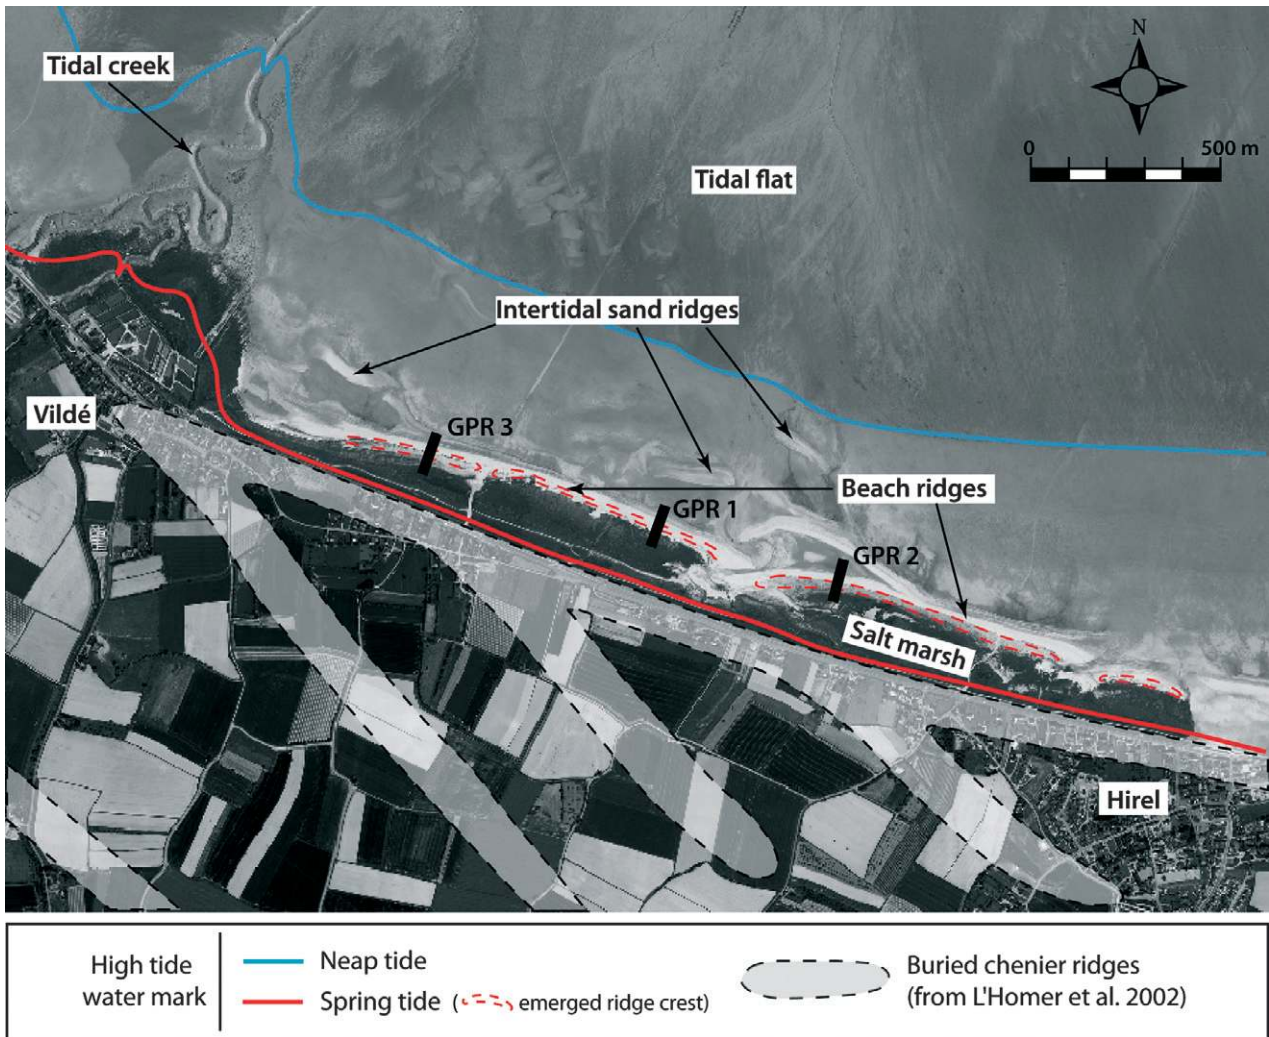 N
Tidal creek
0 500 m
Tidal flat
Intertidal sand ridges
Vildé
GPR 3
Beach ridges
GPR 1
GPR 2
Salt marsh
Hirel
High tide
water mark
Neap tide
Spring tide ( emerged ridge crest)
Buried chenier ridges
(from L'Homer et al. 2002)